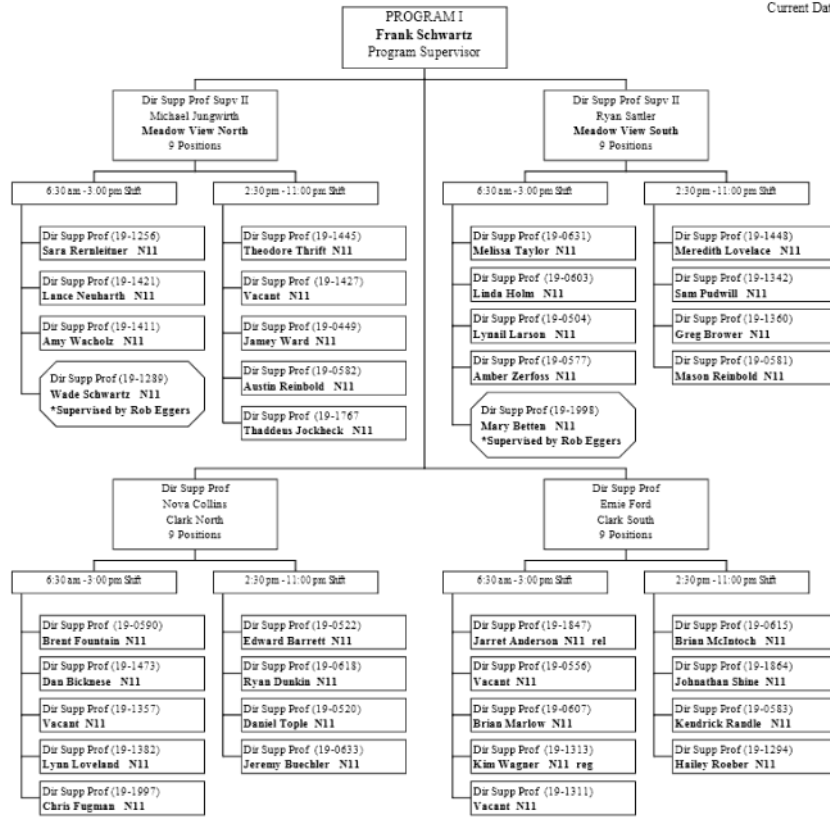 Current Dat
PROGRAM I
Frank Schwartz
Program Supervisor
Dir Supp Prof Supv II
Michael Jungwirth
Meadow View North
9 Positions
Dir Supp Prof Supv II
Ryan Sattler
Meadow View South
9 Positions
6:30 am -3:00 pm Shift
2:30 pm -11:00 pm Shift
6:30 am -3:00 pm Shift
2:30 pm -11:00 pm Shift
Dir Supp Prof (19-1256)
Sara Rernleitner N11
Dir Supp Prof (19-1421)
Lance Neuharth N11
Dir Supp Prof (19-1411)
Amy Wacholz N11
Dir Supp Prof (19-1289)
Wade Schwartz N11
*Supervised by Rob Eggers
Dir Supp Prof (19-1445)
Theodore Thrift N11
Dir Supp Prof (19-1427)
Vacant N11
Dir Supp Prof (19-0449)
Jamey Ward N11
Dir Supp Prof (19-0582)
Austin Reinbold N11
Dir Supp Prof (19-1767
Thaddeus Jockheck N11
Dir Supp Prof (19-0631)
Melissa Taylor N11
Dir Supp Prof (19-0603)
Linda Holm N11
Dir Supp Prof (19-0504)
Lynail Larson N11
Dir Supp Prof (19-0577)
Amber Zerfoss N11
Dir Supp Prof (19-1998)
Mary Betten N11
*Supervised by Rob Eggers
Dir Supp Prof (19-1448)
Meredith Lovelace N11
Dir Supp Prof (19-1342)
Sam Pudwill N11
Dir Supp Prof (19-1360)
Greg Brower N11
Dir Supp Prof (19-0581)
Mason Reinbold N11
Dir Supp Prof
Nova Collins
Clark North
9 Positions
Dir Supp Prof
Ernie Ford
Clark South
9 Positions
6:30 am -3:00 pm Shift
2:30 pm -11:00 pm Shift
6:30 am -3:00 pm Shift
2:30 pm -11:00 pm Shift
Dir Supp Prof (19-0590)
Brent Fountain N11
Dir Supp Prof (19-1473)
Dan Bicknese N11
Dir Supp Prof (19-1357)
Vacant N11
Dir Supp Prof (19-1382)
Lynn Loveland N11
Dir Supp Prof (19-1997)
Chris Fugman N11
Dir Supp Prof (19-0522)
Edward Barrett N11
Dir Supp Prof (19-0618)
Ryan Dunkin N11
Dir Supp Prof (19-0520)
Daniel Tople N11
Dir Supp Prof (19-0633)
Jeremy Buechler N11
Dir Supp Prof (19-1847)
Jarret Anderson N11 rel
Dir Supp Prof (19-0556)
Vacant N11
Dir Supp Prof (19-0607)
Brian Marlow N11
Dir Supp Prof (19-1313)
Kim Wagner N11 reg
Dir Supp Prof (19-1311)
Vacant N11
Dir Supp Prof (19-0615)
Brian McIntoch N11
Dir Supp Prof (19-1864)
Johnathan Shine N11
Dir Supp Prof (19-0583)
Kendrick Randle N11
Dir Supp Prof (19-1294)
Hailey Roeber N11